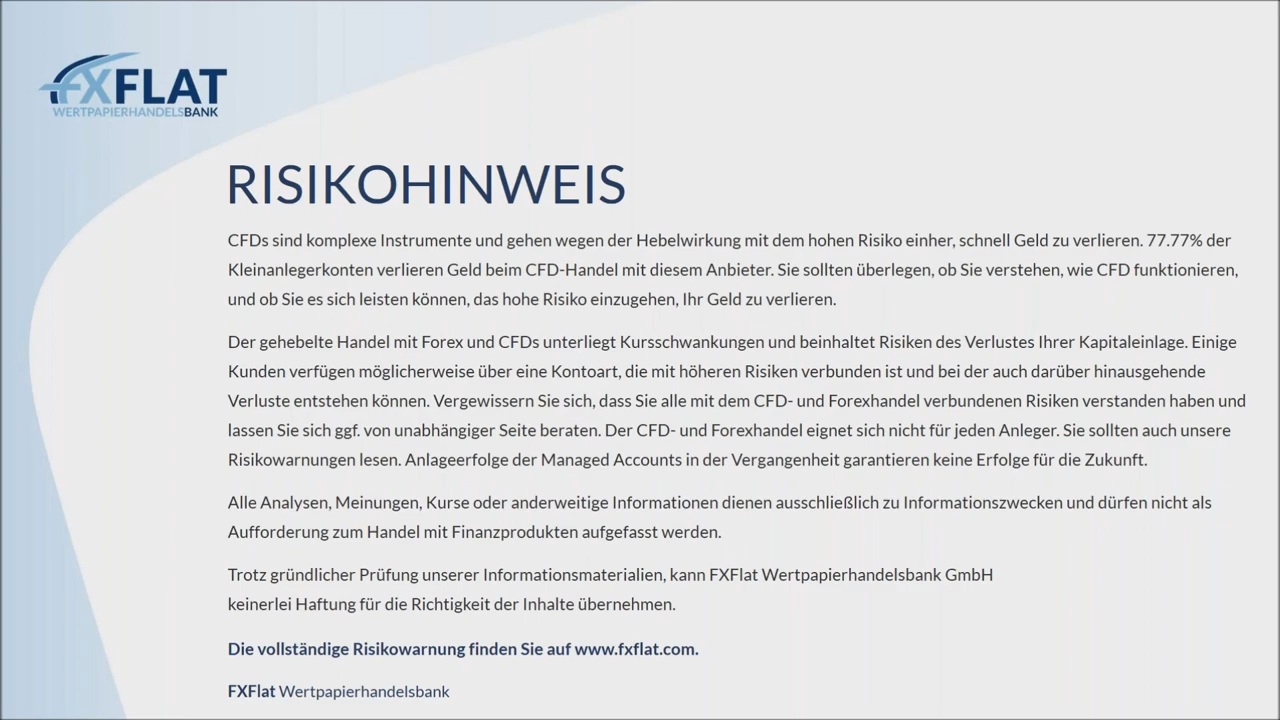 FXFLAT
WERTPAPIERHANDELSBANK
RISIKOHINWEIS
CFDs sind komplexe Instrumente und gehen wegen der Hebelwirkung mit dem hohen Risiko einher, schnell Geld zu verlieren. 77.77% der
Kleinanlegerkonten verlieren Geld beim CFD-Handel mit diesem Anbieter. Sie sollten überlegen, ob Sie verstehen, wie CFD funktionieren,
und ob Sie es sich leisten können, das hohe Risiko einzugehen, Ihr Geld zu verlieren.
Der gehebelte Handel mit Forex und CFDs unterliegt Kursschwankungen und beinhaltet Risiken des Verlustes Ihrer Kapitaleinlage. Einige
Kunden verfügen möglicherweise über eine Kontoart, die mit höheren Risiken verbunden ist und bei der auch darüber hinausgehende
Verluste entstehen können. Vergewissern Sie sich, dass Sie alle mit dem CFD- und Forexhandel verbundenen Risiken verstanden haben und
lassen Sie sich ggf. von unabhängiger Seite beraten. Der CFD- und Forexhandel eignet sich nicht für jeden Anleger. Sie sollten auch unsere
Risikowarnungen lesen. Anlageerfolge der Managed Accounts in der Vergangenheit garantieren keine Erfolge für die Zukunft.
Alle Analysen, Meinungen, Kurse oder anderweitige Informationen dienen ausschließlich zu Informationszwecken und dürfen nicht als
Aufforderung zum Handel mit Finanzprodukten aufgefasst werden.
Trotz gründlicher Prüfung unserer Informationsmaterialien, kann FXFlat Wertpapierhandelsbank GmbH
keinerlei Haftung für die Richtigkeit der Inhalte übernehmen.
Die vollständige Risikowarnung finden Sie auf www.fxflat.com.
FXFlat Wertpapierhandelsbank